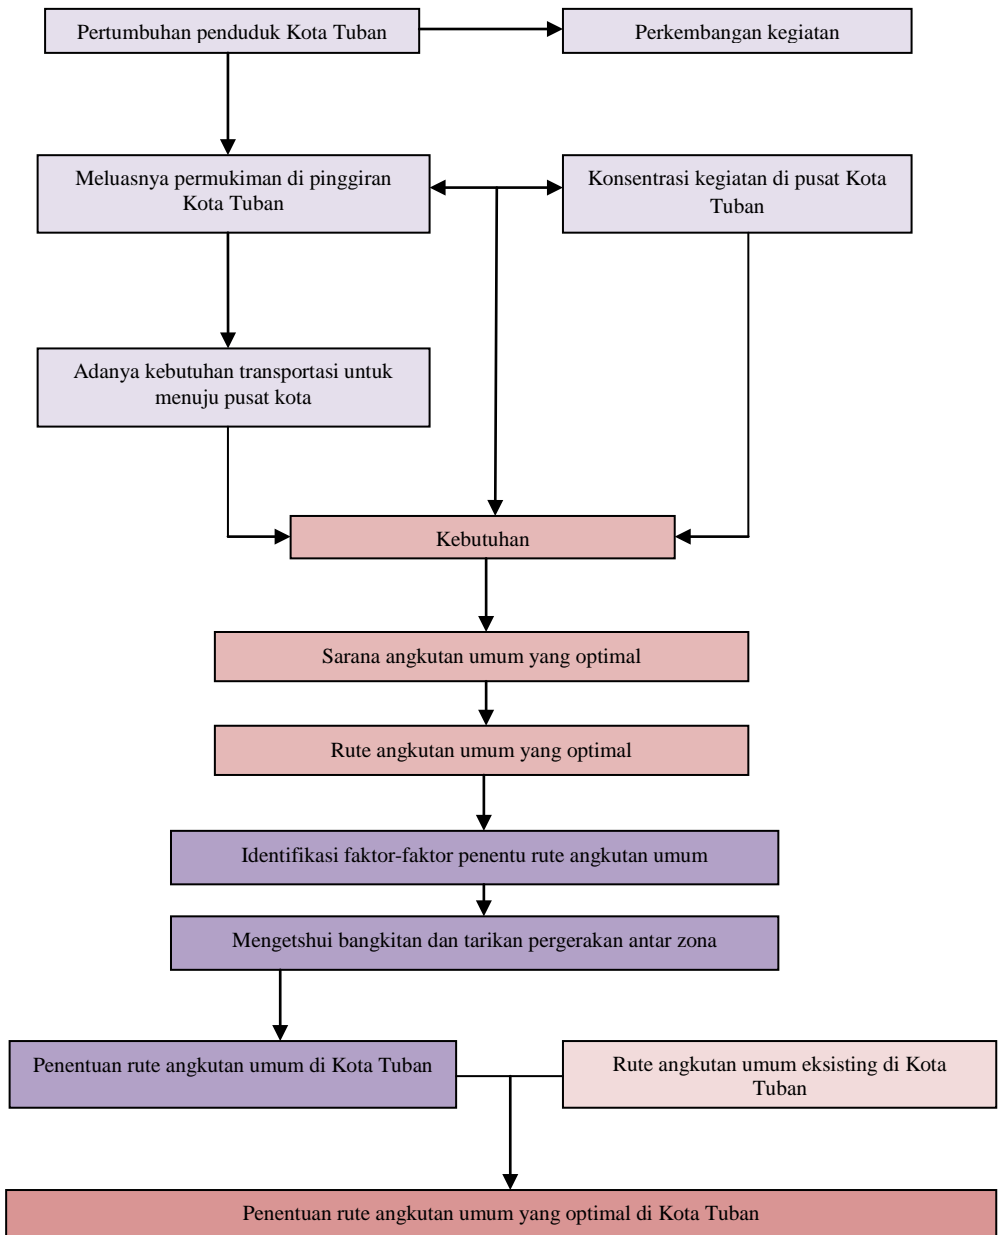 Pertumbuhan penduduk Kota Tuban
Perkembangan kegiatan
Meluasnya permukiman di pinggiran
Kota Tuban
Konsentrasi kegiatan di pusat Kota
Tuban
Adanya kebutuhan transportasi untuk
menuju pusat kota
Kebutuhan
Sarana angkutan umum yang optimal
Rute angkutan umum yang optimal
Identifikasi faktor-faktor penentu rute angkutan umum
Mengetshui bangkitan dan tarikan pergerakan antar zona
Penentuan rute angkutan umum di Kota Tuban
Rute angkutan umum eksisting di Kota
Tuban
Penentuan rute angkutan umum yang optimal di Kota Tuban